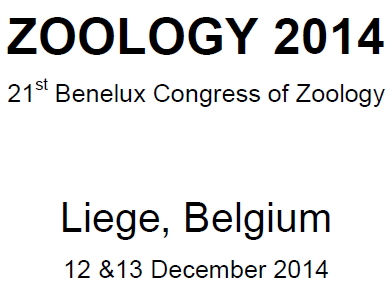 ZOOLOGY 2014
21st Benelux Congress of Zoology
Liege, Belgium
12 &13 December 2014